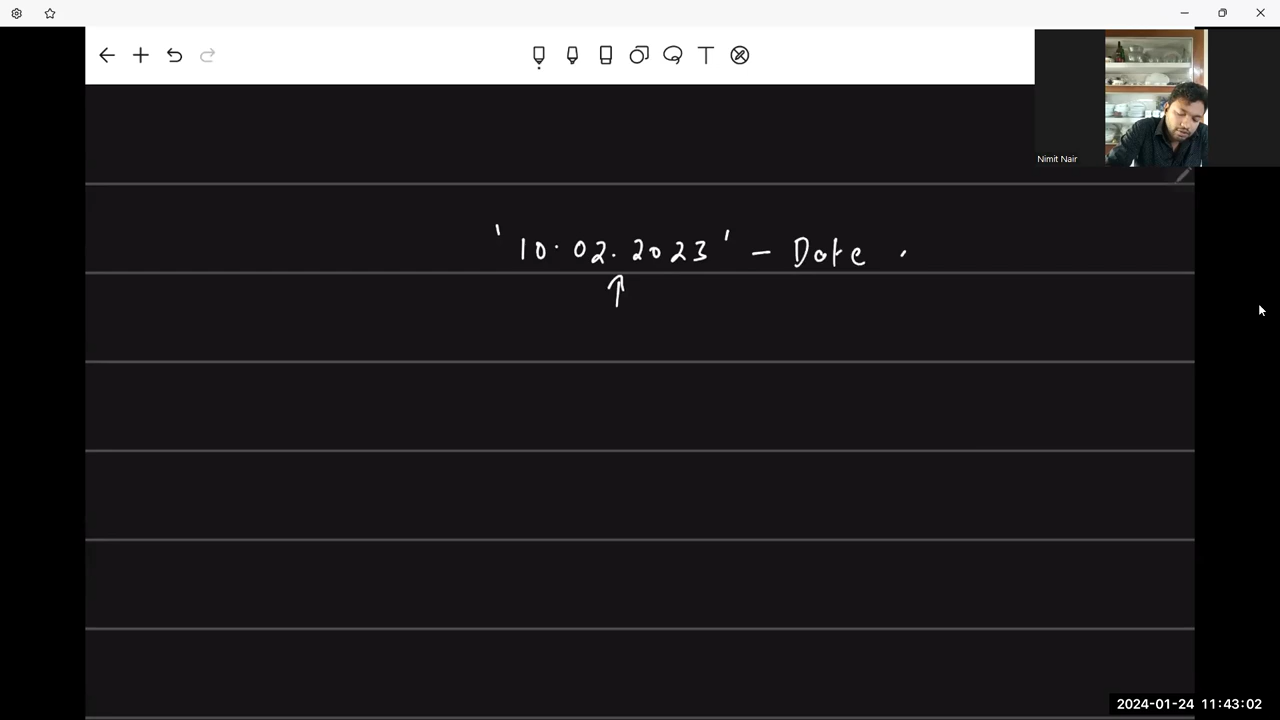 Nimit Nair
' 10.02.2023 ' - Date .
2024-01-24 11:43:02